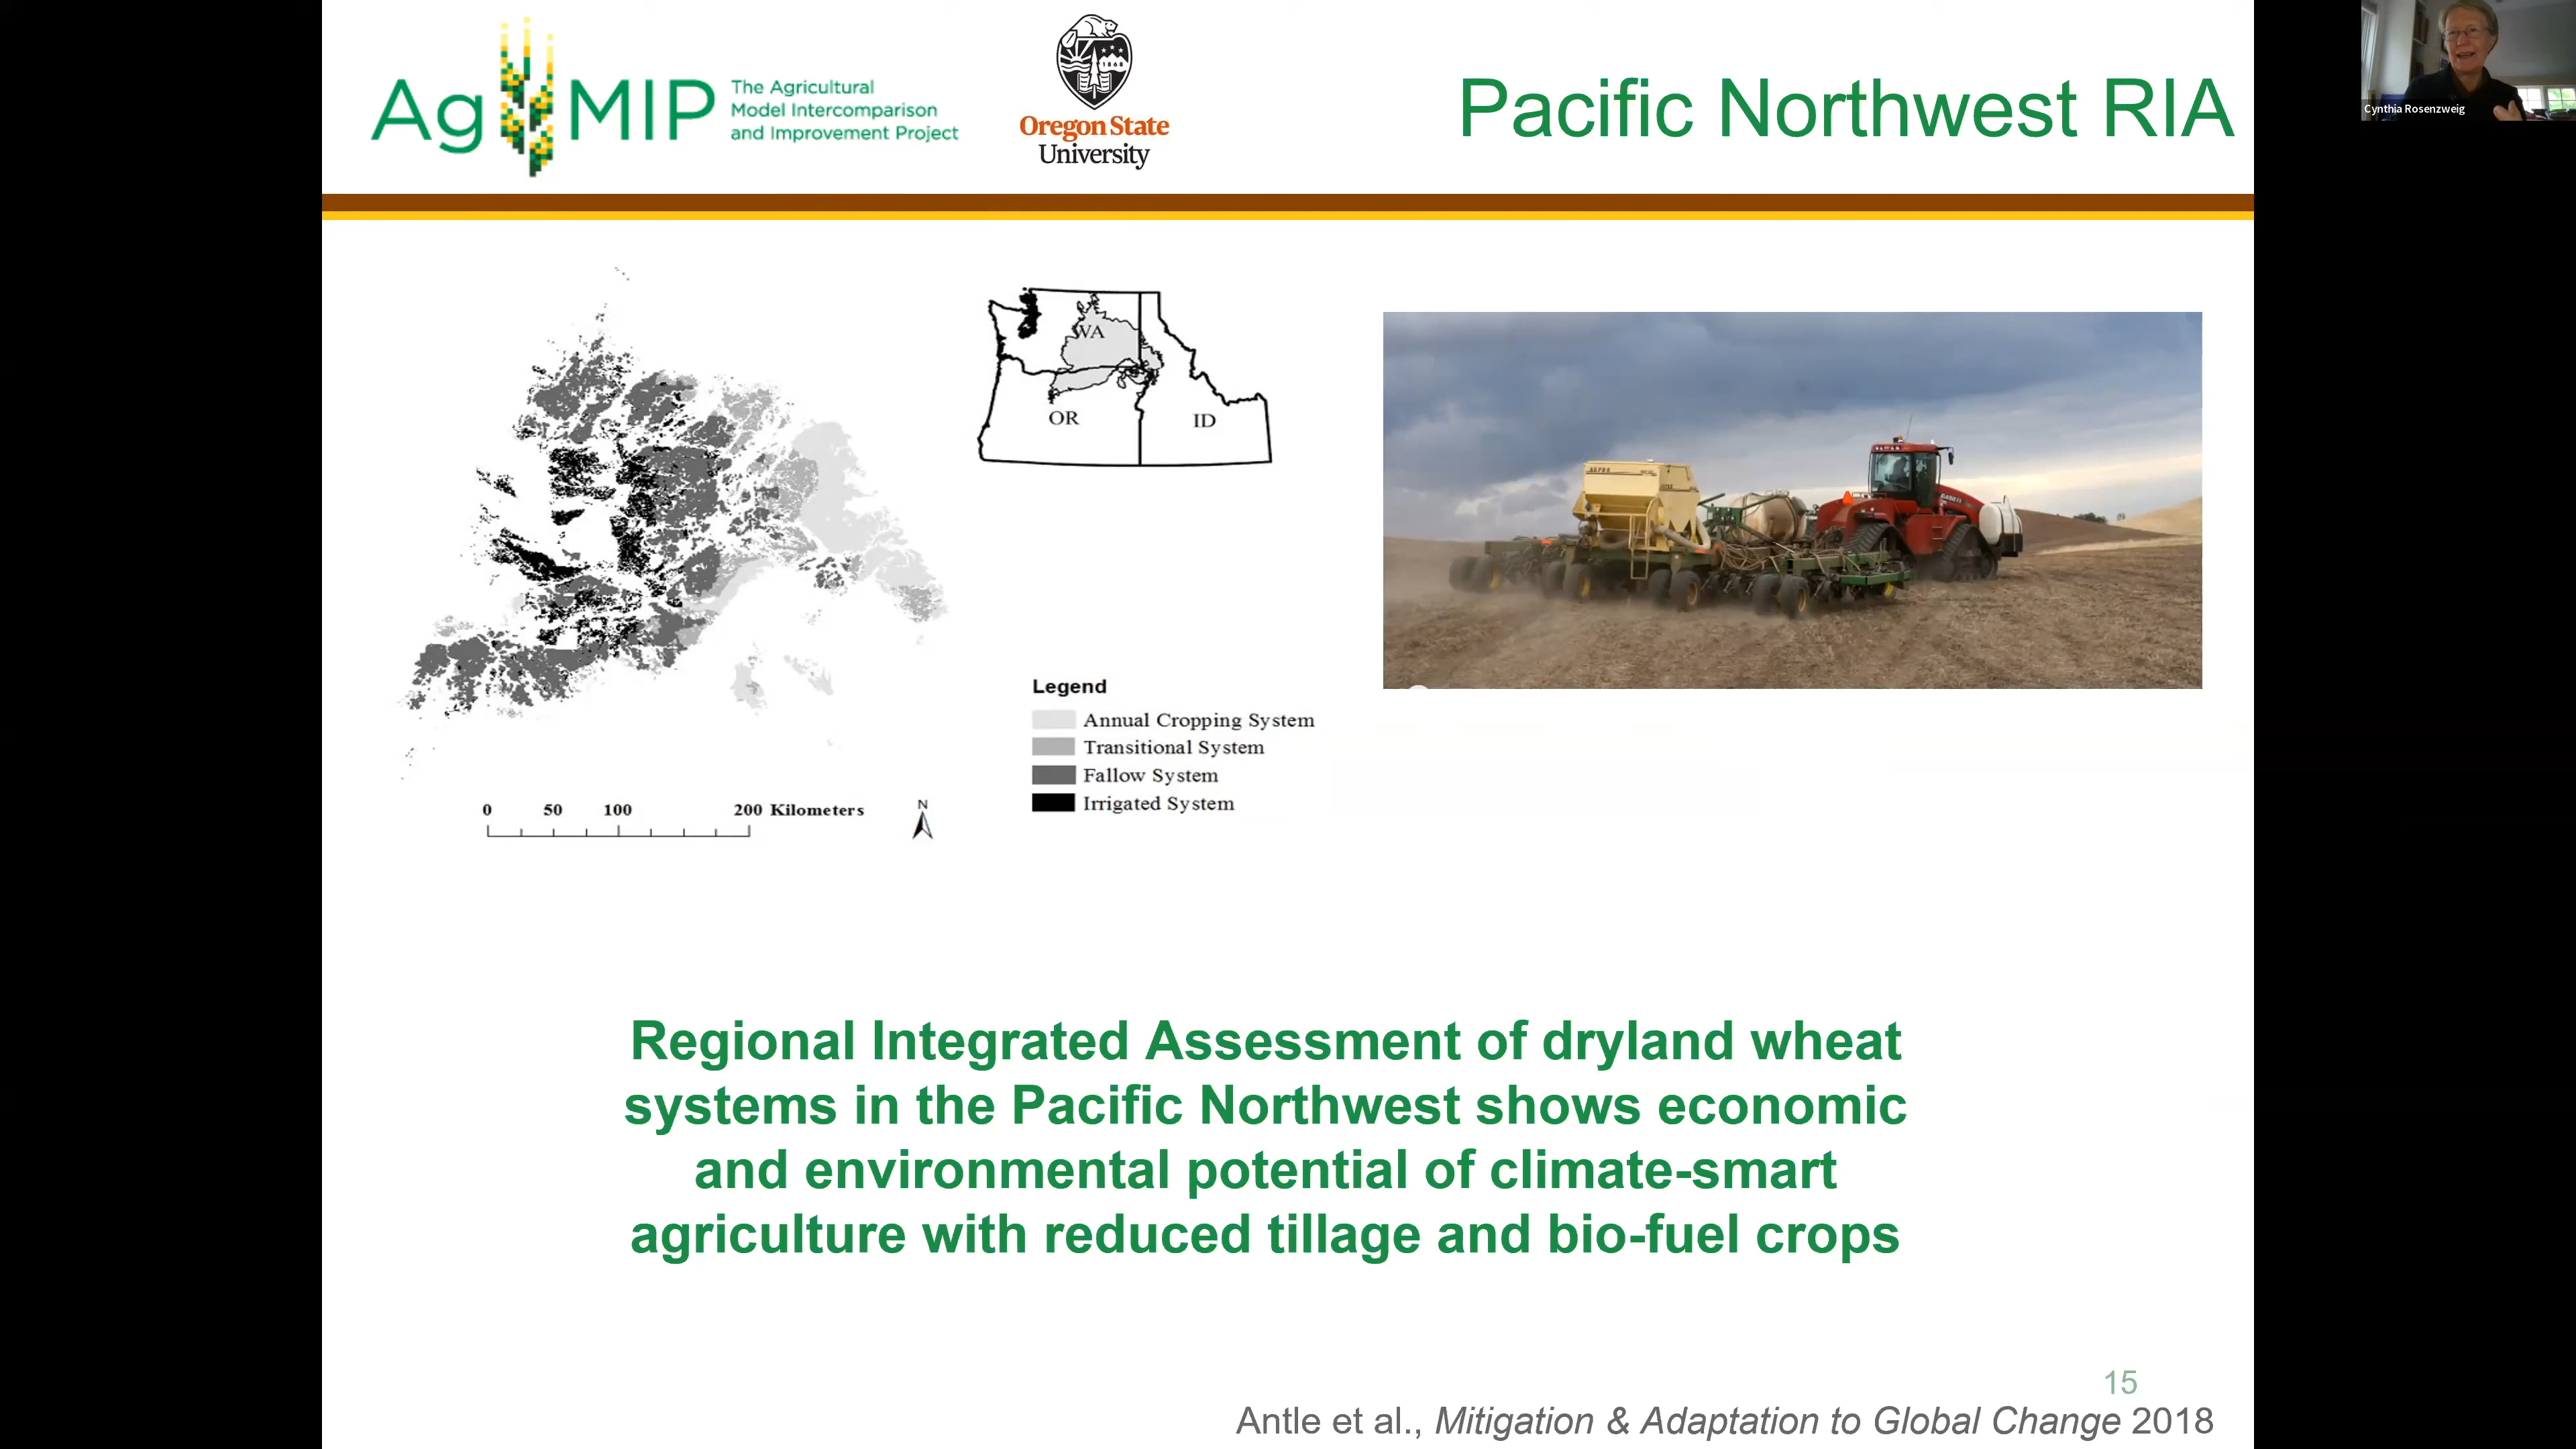 AgMIP
The Agricultural
Model Intercomparison
and Improvement Project
1868
Oregon State
University
Pacific Northwest RIA
Cynthia Rosenzweig
WA
OR
ID
Legend
Annual Cropping System
Transitional System
Fallow System
Irrigated System
0 50 100 200 Kilometers
N
Regional Integrated Assessment of dryland wheat
systems in the Pacific Northwest shows economic
and environmental potential of climate-smart
agriculture with reduced tillage and bio-fuel crops
15
Antle et al., Mitigation & Adaptation to Global Change 2018